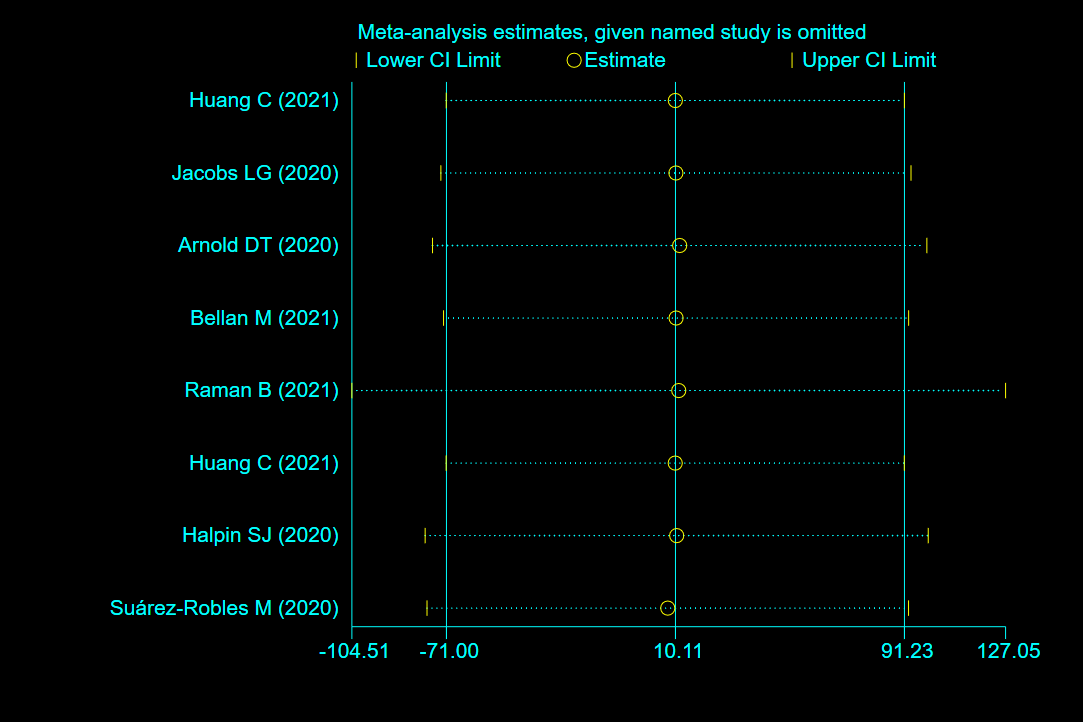 Meta-analysis estimates, given named study is omitted
| Lower CI Limit ○ Estimate | Upper CI Limit
Huang C (2021)
Jacobs LG (2020)
Arnold DT (2020)
Bellan M (2021)
Raman B (2021)
Huang C (2021)
Halpin SJ (2020)
Suárez-Robles M (2020)
-104.51 -71.00 10.11 91.23 127.05